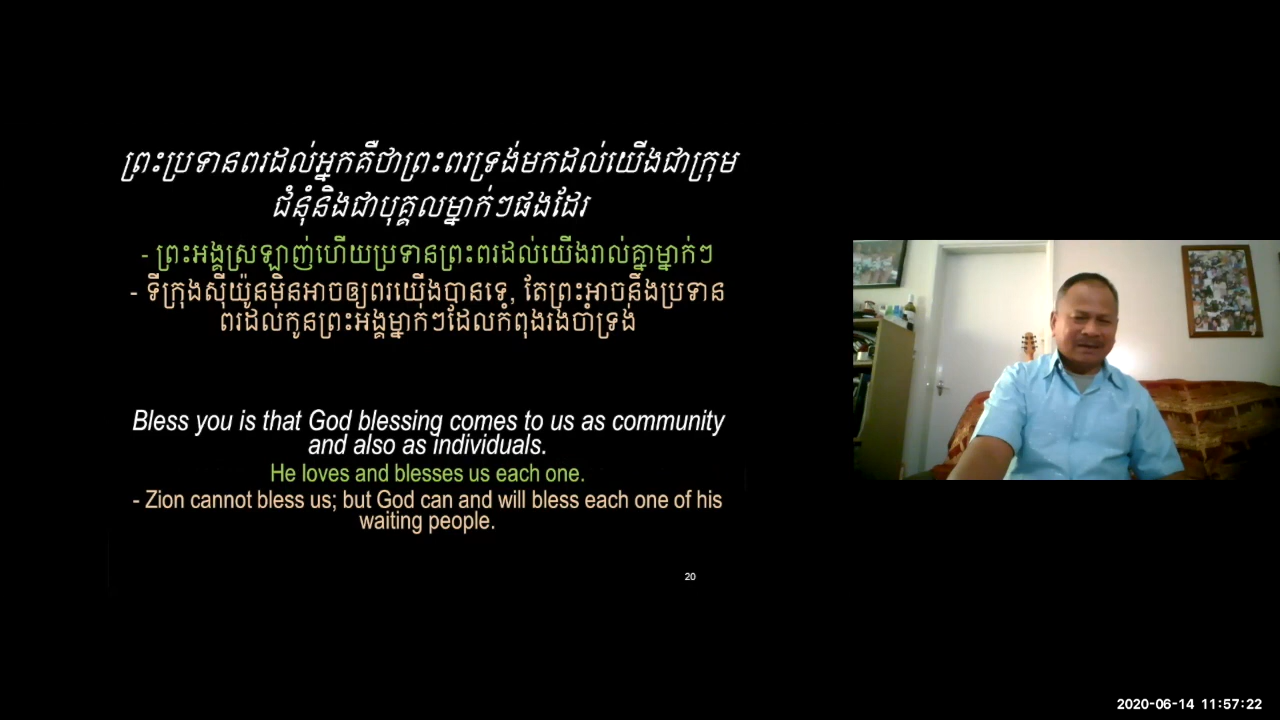 ព្រះប្រទានពរដល់អ្នកគឺថាព្រះពរទ្រង់មកដល់យើងជាក្រុម
ជំនុំនិងជាបុគ្គលម្នាក់ៗផងដែរ
- ព្រះអង្គស្រឡាញ់ហើយប្រទានព្រះពរដល់យើងរាល់គ្នាម្នាក់ៗ
- ទីក្រុងស៊ីយ៉ូនមិនអាចឲ្យពរយើងបានទេ, តែព្រះអាចនឹងប្រទាន
ពរដល់កូនព្រះអង្គម្នាក់ៗដែលកំពុងរង់ចាំទ្រង់
Bless you is that God blessing comes to us as community
and also as individuals.
He loves and blesses us each one.
- Zion cannot bless us; but God can and will bless each one of his
waiting people.
20
2020-06-14 11:57:22